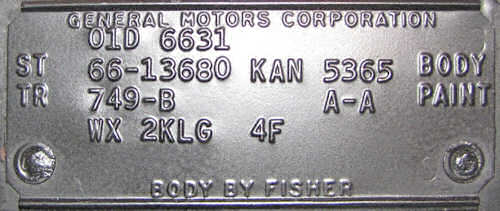 GENERAL MOTORS CORPORATION
01D 6631
ST 66-13680 KAN 5365 BODY
TR 749-B A-A PAINT
WX 2KLG 4F
BODY BY FISHER